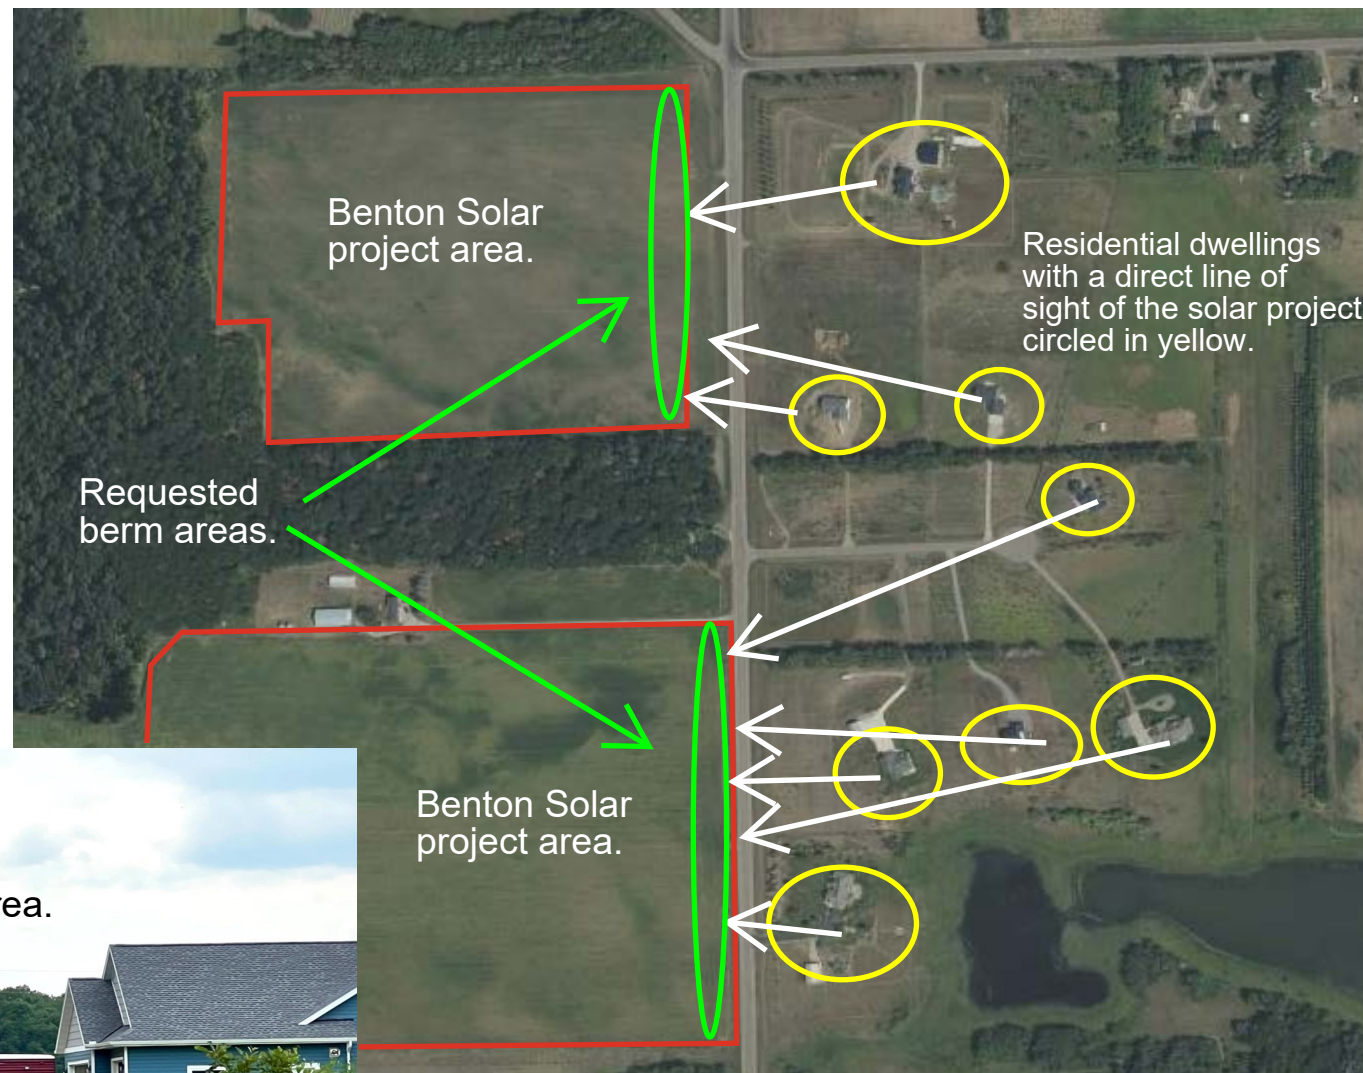 Benton Solar
project area.
Residential dwellings
with a direct line of
sight of the solar project
circled in yellow.
Requested
berm areas.
Benton Solar
project area.